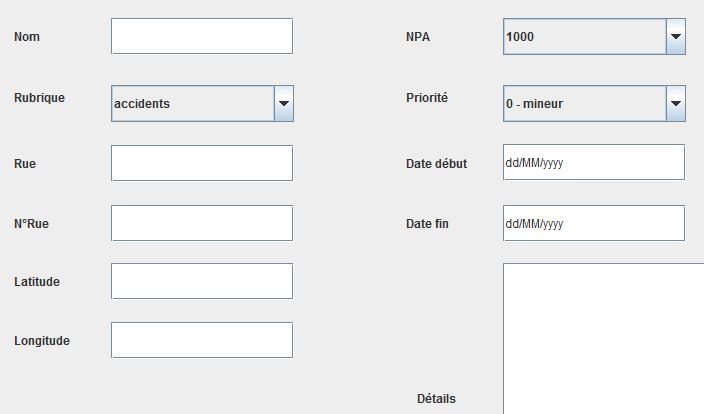 Nom
NPA
1000
Rubrique
accidents
Priorité
0 - mineur
Rue
Date début
dd/MM/yyyy
N°Rue
Date fin
dd/MM/yyyy
Latitude
Longitude
Détails